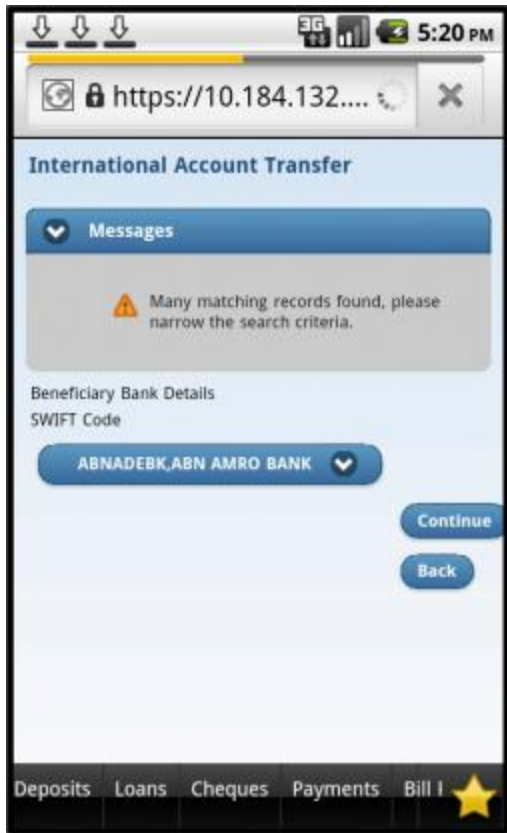 3G 5:20 PM
https://10.184.132....
International Account Transfer
Messages
Many matching records found, please
narrow the search criteria.
Beneficiary Bank Details
SWIFT Code
ABNADEBK,ABN AMRO BANK
Continue
Back
Deposits Loans Cheques Payments Bill